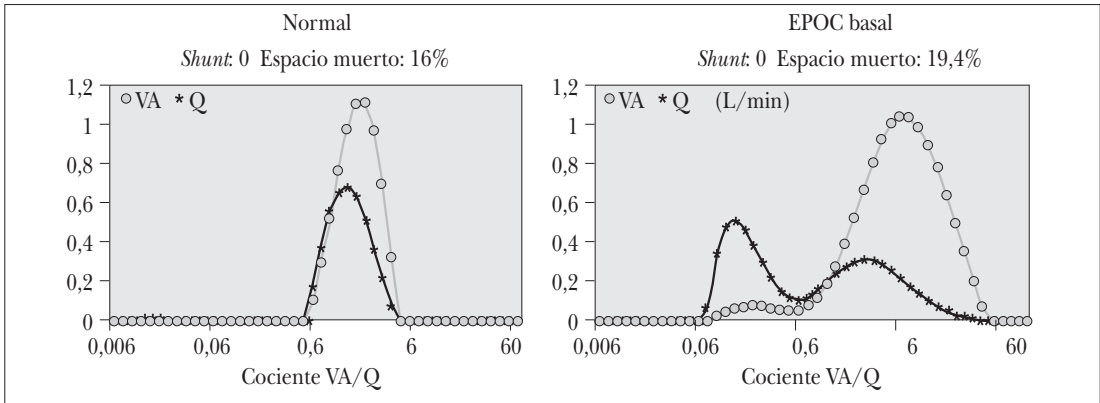 Normal
Shunt: 0 Espacio muerto: 16%
1,2
1
0,8
0,6
0,4
0,2
0
VA * Q
0,006 0,06 0,6 6 60
Cociente VA/Q
EPOC basal
Shunt: 0 Espacio muerto: 19,4%
1,2
1
0,8
0,6
0,4
0,2
0
VA * Q (L/min)
0,006 0,06 0,6 6 60
Cociente VA/Q